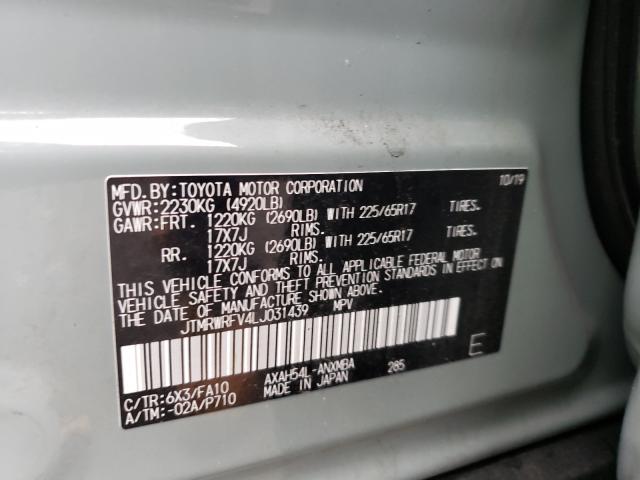 MFD. BY: TOYOTA MOTOR CORPORATION 10/19
GVWR: 2230KG (4920LB)
GAWR: FRT. 1220KG (2690LB) WITH 225/65R17 TIRES.
17X7J RIMS.
RR. 1220KG (2690LB) WITH 225/65R17 TIRES.
17X7J RIMS.
THIS VEHICLE CONFORMS TO ALL APPLICABLE FEDERAL MOTOR
VEHICLE SAFETY AND THEFT PREVENTION STANDARDS IN EFFECT ON
THE DATE OF MANUFACTURE SHOWN ABOVE.
JTMRWRFV4LJ031439 MPV
AXAH54L-ANXMBA 285 E
C/TR: 6X3/FA10 MADE IN JAPAN
A/TM: -02A/P710